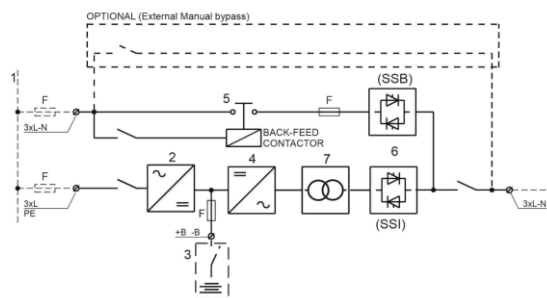 OPTIONAL (External Manual bypass)
1
F
3xL-N
5
F
(SSB)
BACK-FEED
CONTACTOR
2
4
7
6
F
3xL
PE
F
(SSI)
3xL-N
+B -B
3